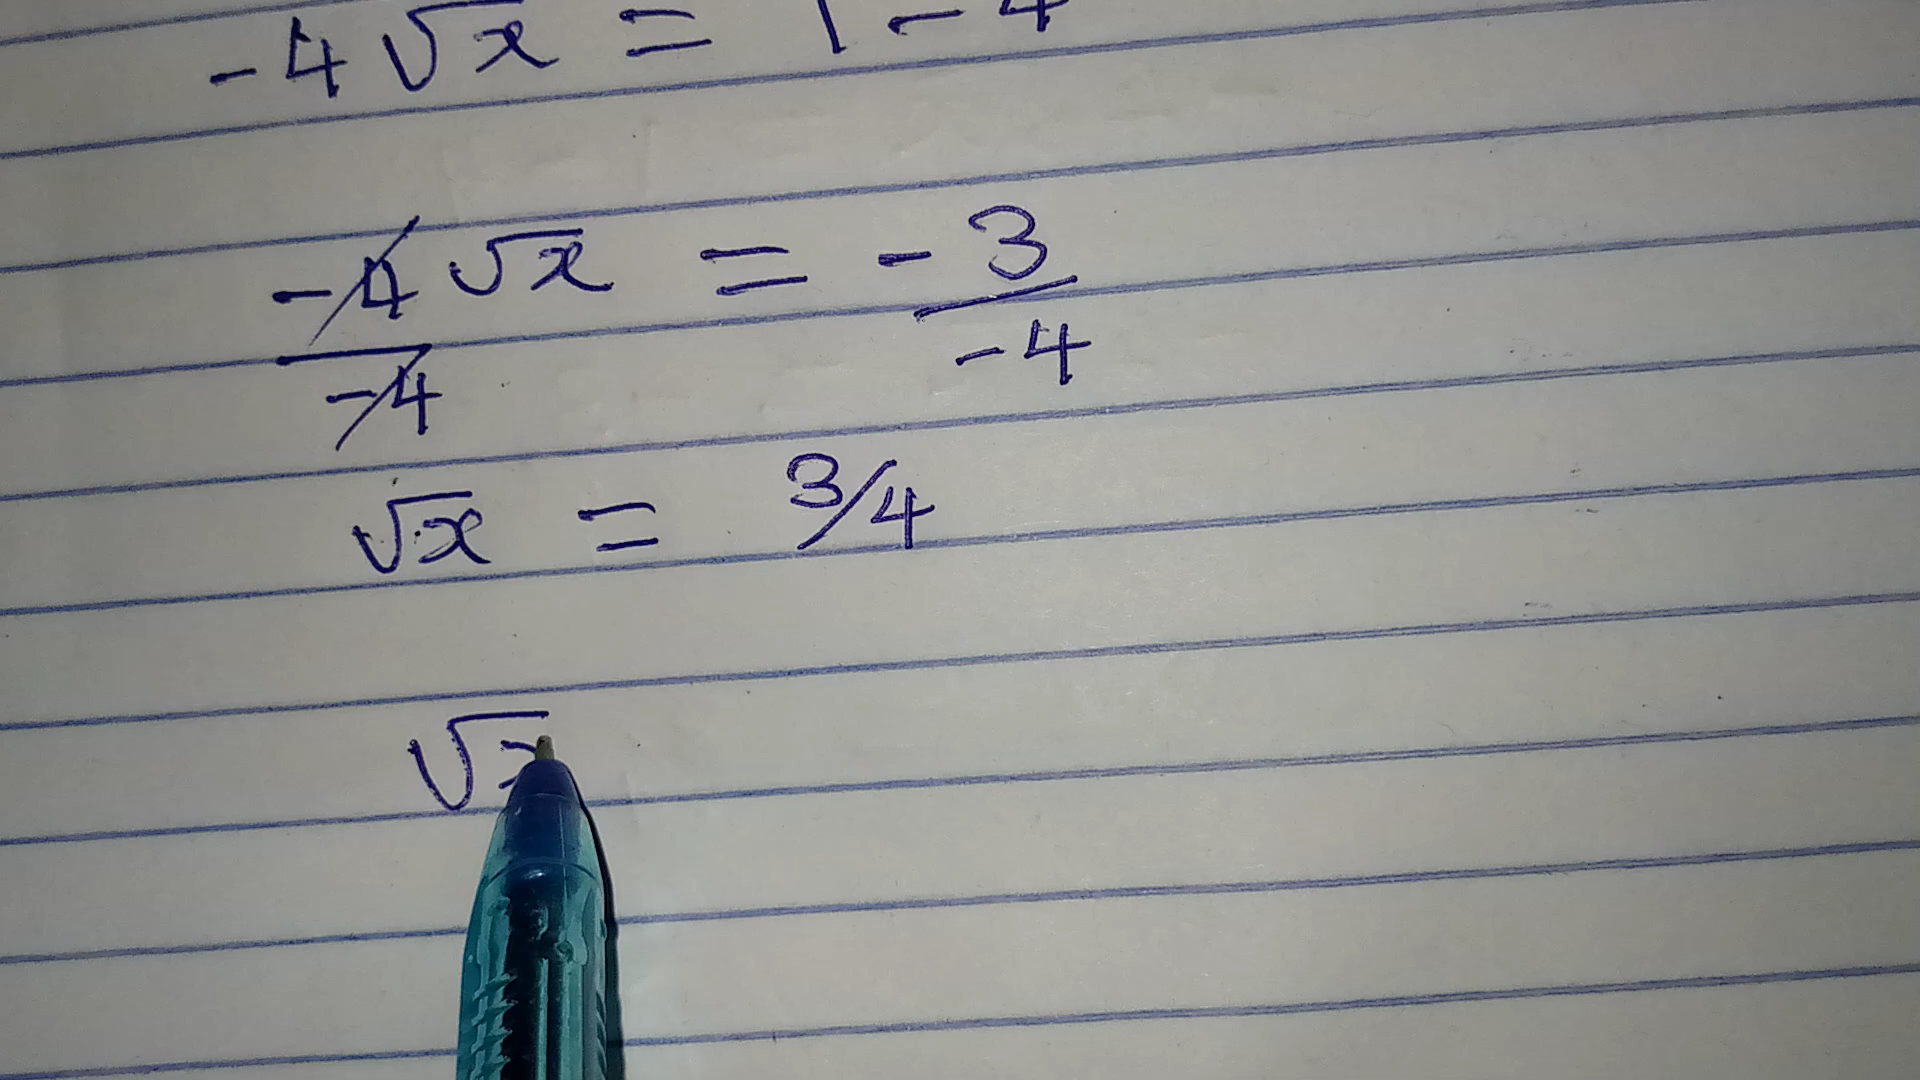 -4√x = 1 - 4
-4√x / -4 = -3 / -4
√x = 3/4
√x